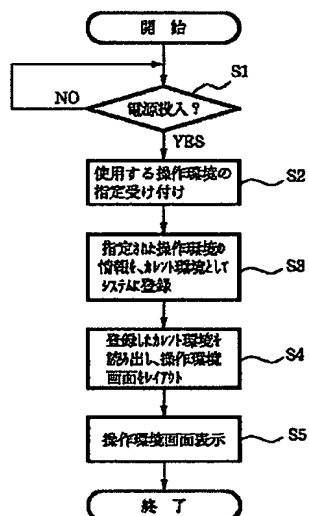 開 始
S1
NO
電源投入?
YES
使用する操作環境の
指定受け付け
S2
指定された操作環境の
情報を、カレント環境として
システムに登録
S3
登録したカレント環境を
読み出し、操作環境
画面をレイアウト
S4
操作環境画面表示
S5
終 了